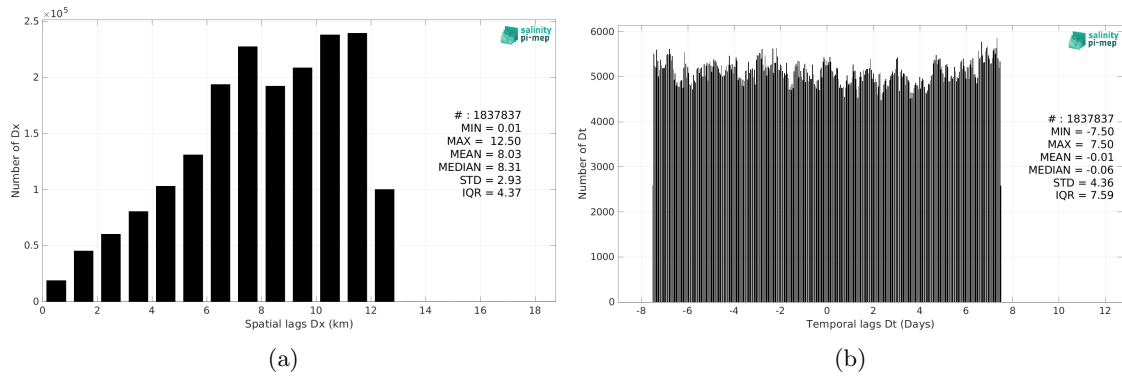 ×10⁵
2.5
2
1.5
1
0.5
0
0 2 4 6 8 10 12 14 16 18
Number of Dx
Spatial lags Dx (km)
salinity
pi-mep
# : 1837837
MIN = 0.01
MAX = 12.50
MEAN = 8.03
MEDIAN = 8.31
STD = 2.93
IQR = 4.37
(a)
6000
5000
4000
3000
2000
1000
0
-8 -6 -4 -2 0 2 4 6 8 10 12
Number of Dt
Temporal lags Dt (Days)
salinity
pi-mep
# : 1837837
MIN = -7.50
MAX = 7.50
MEAN = -0.01
MEDIAN = -0.06
STD = 4.36
IQR = 7.59
(b)